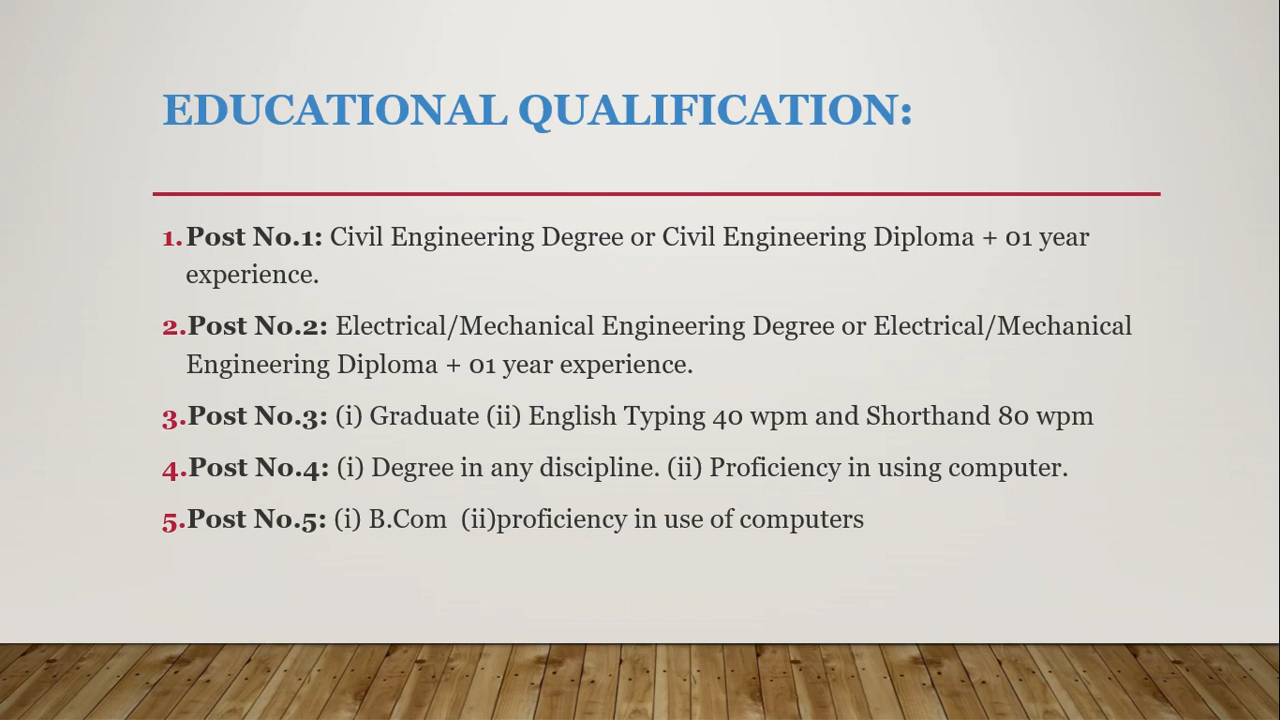 EDUCATIONAL QUALIFICATION:
1. Post No.1: Civil Engineering Degree or Civil Engineering Diploma + 01 year
experience.
2. Post No.2: Electrical/Mechanical Engineering Degree or Electrical/Mechanical
Engineering Diploma + 01 year experience.
3. Post No.3: (i) Graduate (ii) English Typing 40 wpm and Shorthand 80 wpm
4. Post No.4: (i) Degree in any discipline. (ii) Proficiency in using computer.
5. Post No.5: (i) B.Com  (ii)proficiency in use of computers